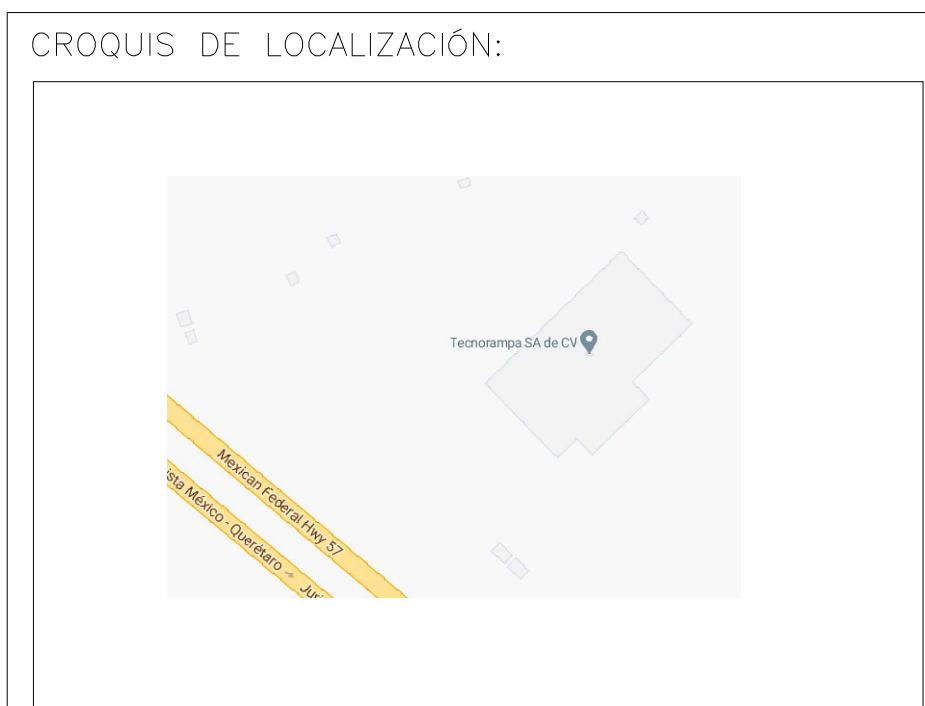 CROQUIS DE LOCALIZACIÓN:
Tecnorampa SA de CV
Mexican Federal Hwy 57
ista México - Querétaro